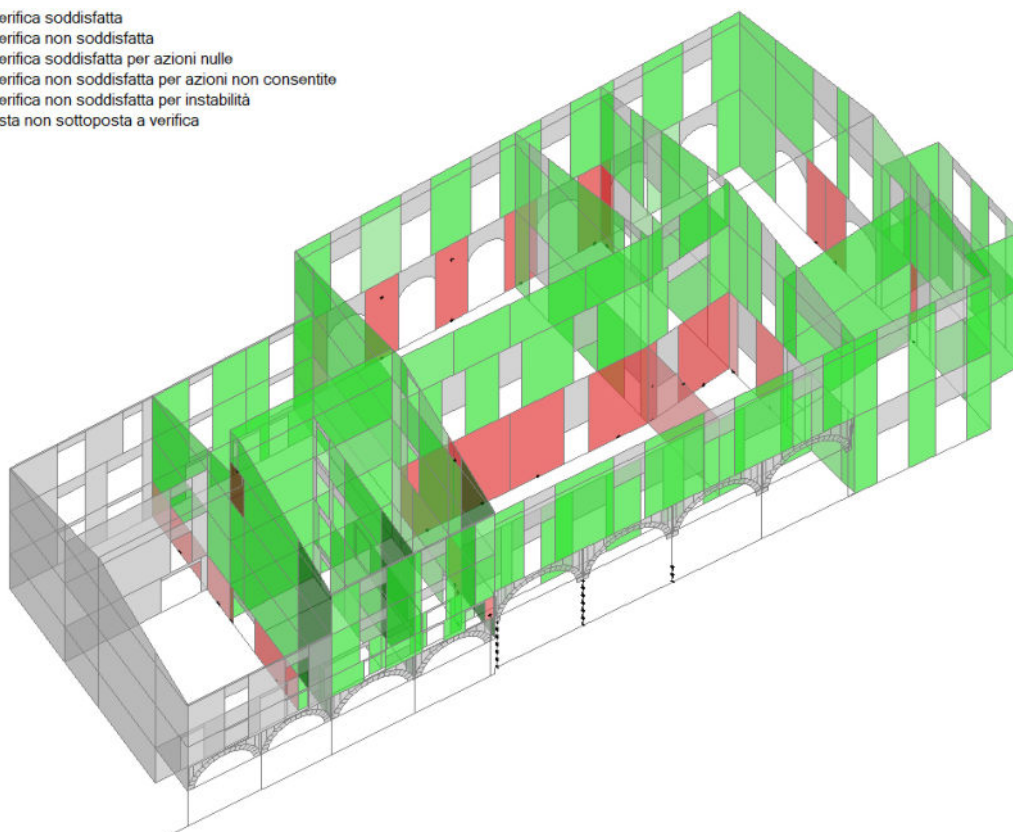 erifica soddisfatta
erifica non soddisfatta
erifica soddisfatta per azioni nulle
erifica non soddisfatta per azioni non consentite
erifica non soddisfatta per instabilità
sta non sottoposta a verifica